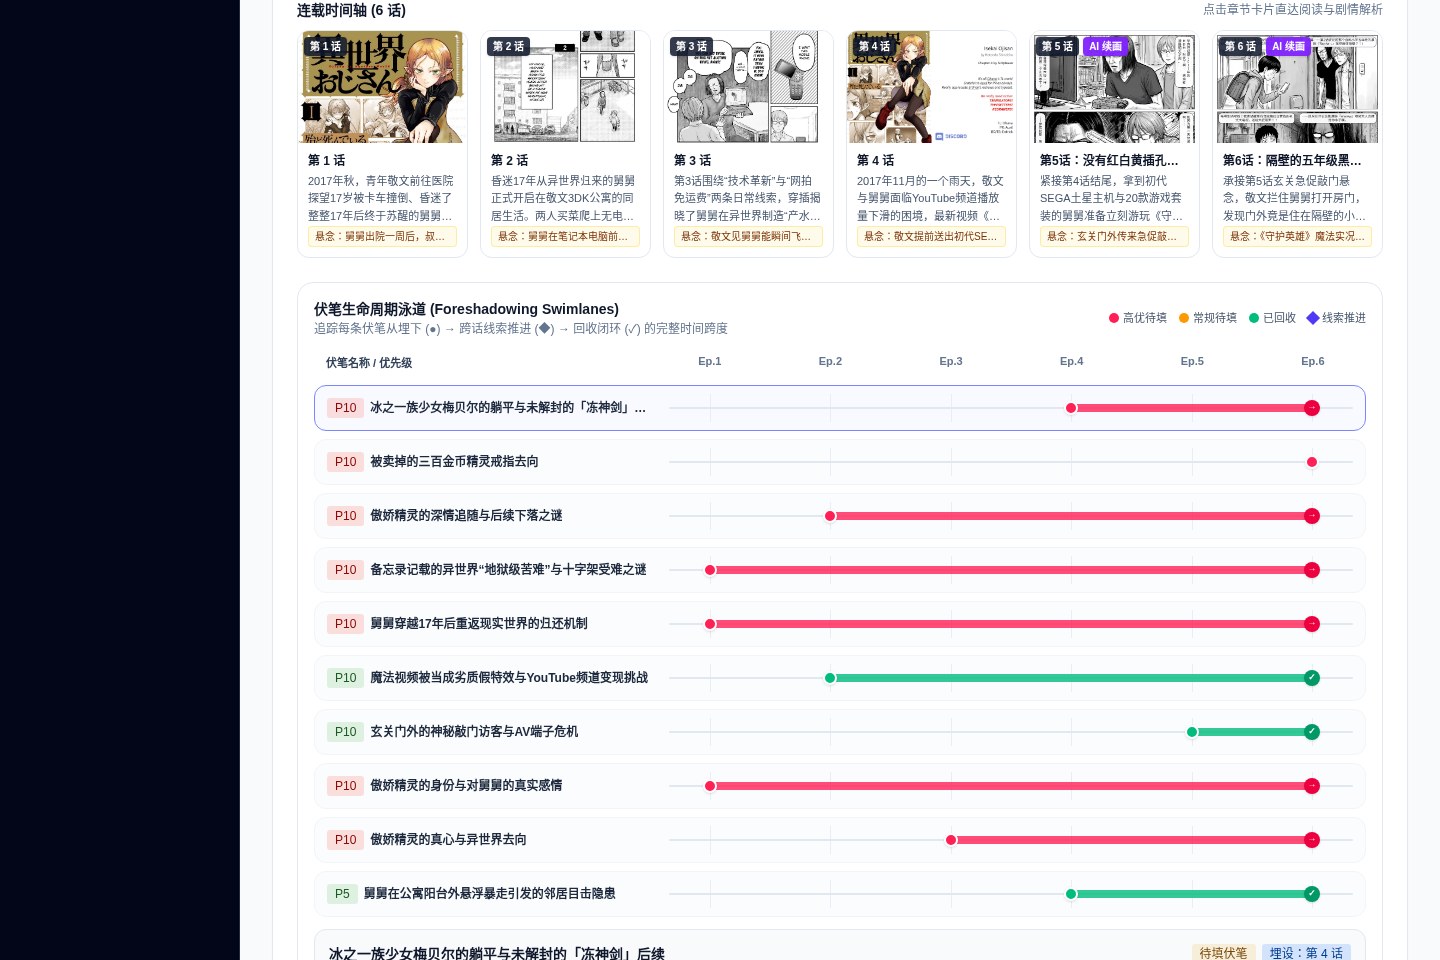 连载时间轴 (6 话)
点击章节卡片直达阅读与剧情解析
第 1 话
第 2 话
第 3 话
第 4 话
第 5 话
AI 续画
第 6 话
AI 续画
異世界
おじさん
DISCORD
第 1 话
2017年秋，青年敬文前往医院
探望17岁被卡车撞倒、昏迷了
整整17年后终于苏醒的舅舅…
悬念：舅舅出院一周后，叔…
第 2 话
昏迷17年从异世界归来的舅舅
正式开启在敬文3DK公寓的同
居生活。两人买菜爬上无电…
悬念：舅舅在笔记本电脑前…
第 3 话
第3话围绕“技术革新”与“网拍
免运费”两条日常线索，穿插揭
晓了舅舅在异世界制造“产水…
悬念：敬文见舅舅能瞬间飞…
第 4 话
2017年11月的一个雨天，敬文
与舅舅面临YouTube频道播放
量下滑的困境，最新视频《…
悬念：敬文提前送出初代SE…
第5话：没有红白黄插孔…
紧接第4话结尾，拿到初代
SEGA土星主机与20款游戏套
装的舅舅准备立刻游玩《守…
悬念：玄关门外传来急促敲…
第6话：隔壁的五年级黑…
承接第5话玄关急促敲门悬
念，敬文拦住舅舅打开房门，
发现门外竟是住在隔壁的小…
悬念：《守护英雄》魔法实况…
伏笔生命周期泳道 (Foreshadowing Swimlanes)
追踪每条伏笔从埋下 (●) → 跨话线索推进 (◆) → 回收闭环 (✓) 的完整时间跨度
高优待填
常规待填
已回收
线索推进
伏笔名称 / 优先级
Ep.1
Ep.2
Ep.3
Ep.4
Ep.5
Ep.6
P10 冰之一族少女梅贝尔的躺平与未解封的「冻神剑」…
P10 被卖掉的三百金币精灵戒指去向
P10 傲娇精灵的深情追随与后续下落之谜
P10 备忘录记载的异世界“地狱级苦难”与十字架受难之谜
P10 舅舅穿越17年后重返现实世界的归还机制
P10 魔法视频被当成劣质假特效与YouTube频道变现挑战
P10 玄关门外的神秘敲门访客与AV端子危机
P10 傲娇精灵的身份与对舅舅的真实感情
P10 傲娇精灵的真心与异世界去向
P5 舅舅在公寓阳台外悬浮暴走引发的邻居目击隐患
冰之一族少女梅贝尔的躺平与未解封的「冻神剑」后续
待填伏笔
埋设：第 4 话